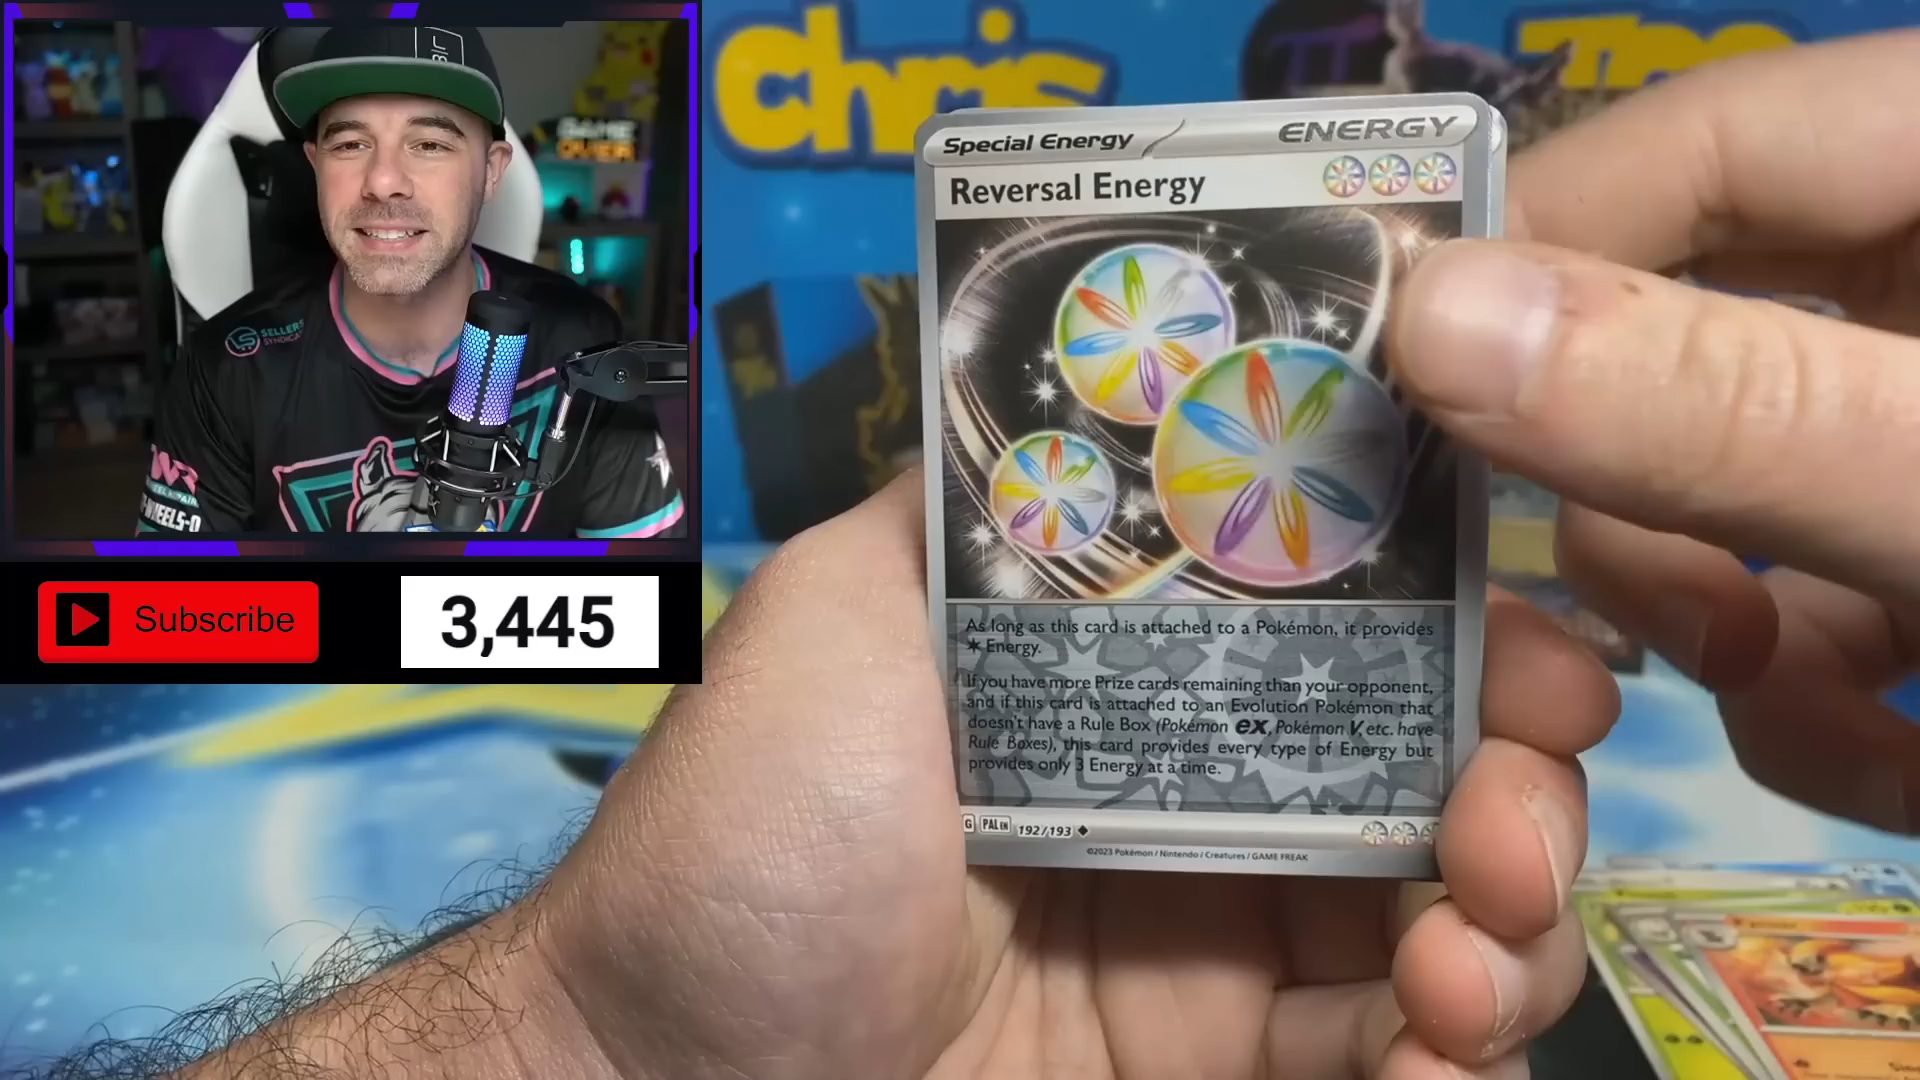 GAME
OVER
SELLERS
SYNDICA
Subscribe
3,445
Chris
Special Energy
ENERGY
Reversal Energy
As long as this card is attached to a Pokémon, it provides
✶ Energy.
If you have more Prize cards remaining than your opponent,
and if this card is attached to an Evolution Pokémon that
doesn't have a Rule Box (Pokémon ex, Pokémon V, etc. have
Rule Boxes), this card provides every type of Energy but
provides only 3 Energy at a time.
G PAL EN 192/193 ◆
©2023 Pokémon / Nintendo / Creatures / GAME FREAK